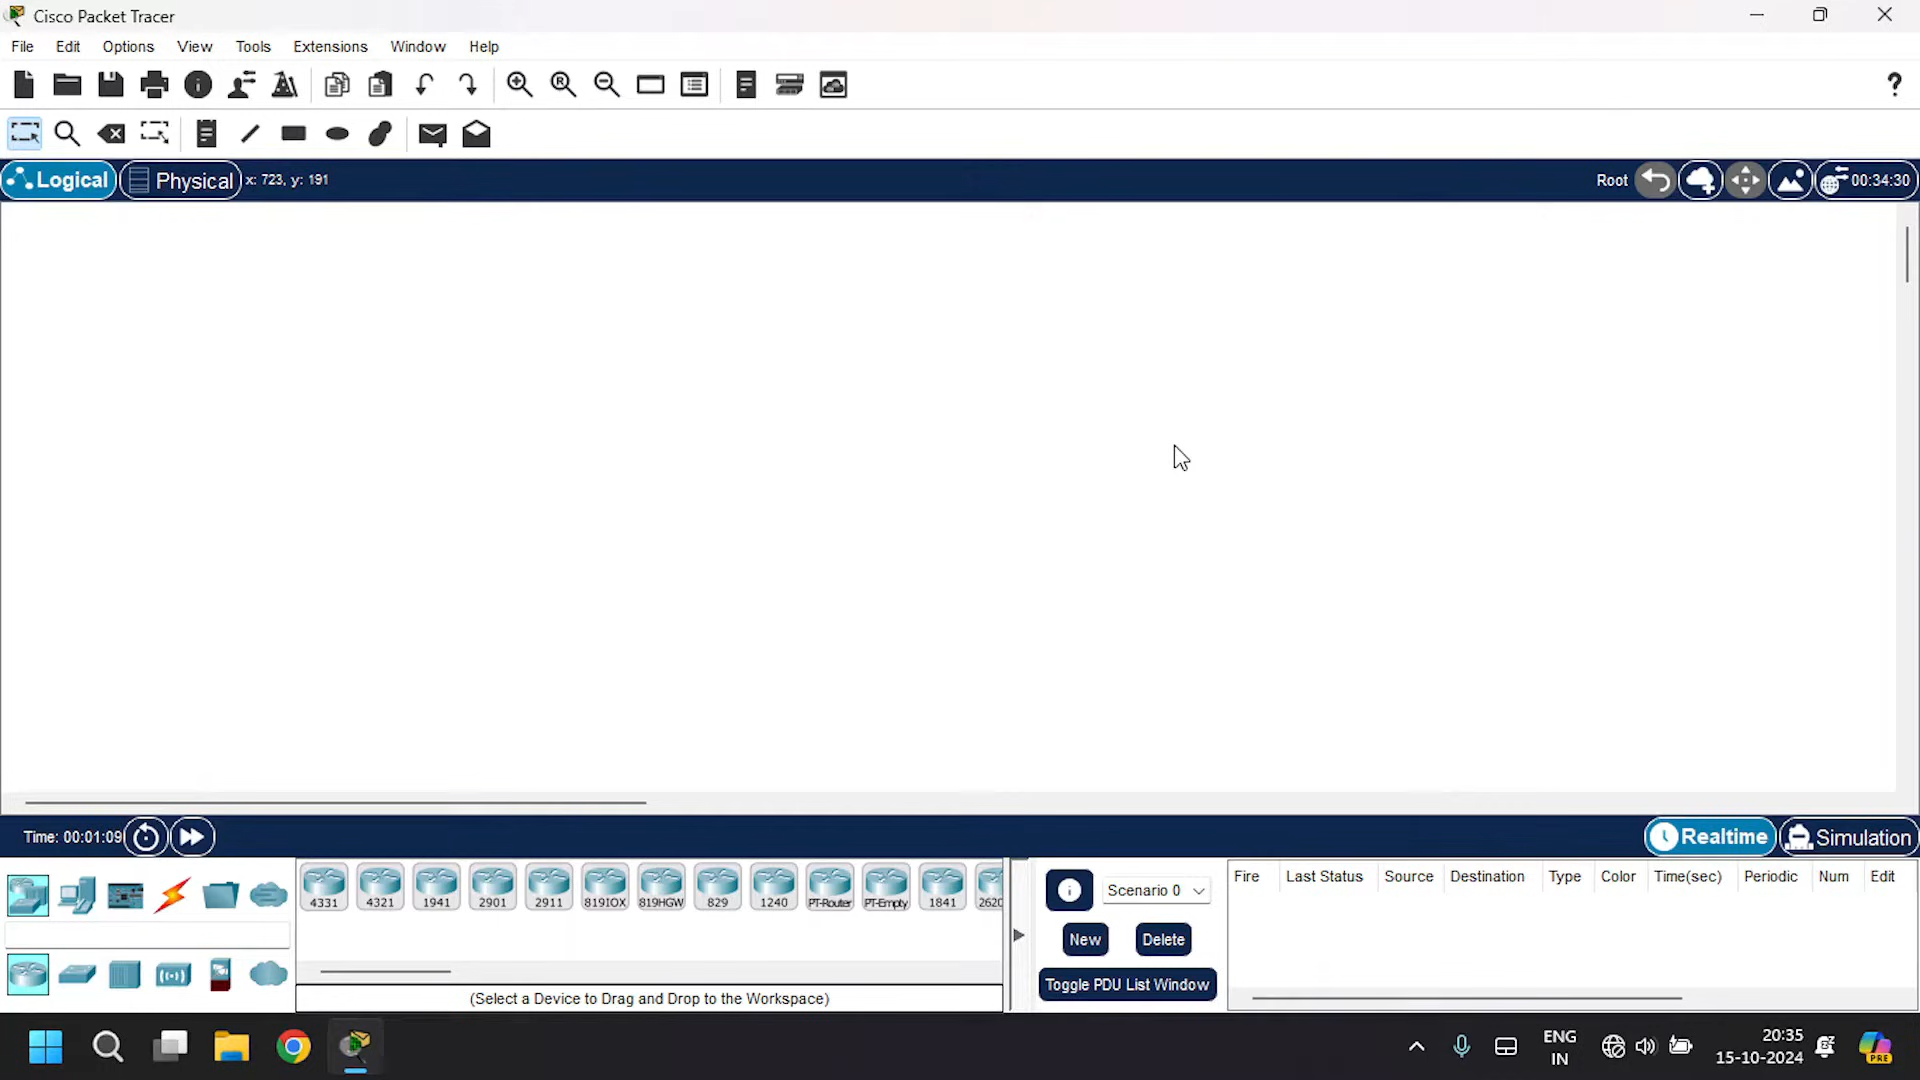 Cisco Packet Tracer
File Edit Options View Tools Extensions Window Help
?
Logical Physical x: 723, y: 191 Root 00:34:30
Time: 00:01:09 Realtime Simulation
4331 4321 1941 2901 2911 819IOX 819HGW 829 1240 PT-Router PT-Empty 1841 2620
(Select a Device to Drag and Drop to the Workspace)
Scenario 0
New Delete
Toggle PDU List Window
Fire Last Status Source Destination Type Color Time(sec) Periodic Num Edit
ENG
IN
20:35
15-10-2024
PRE